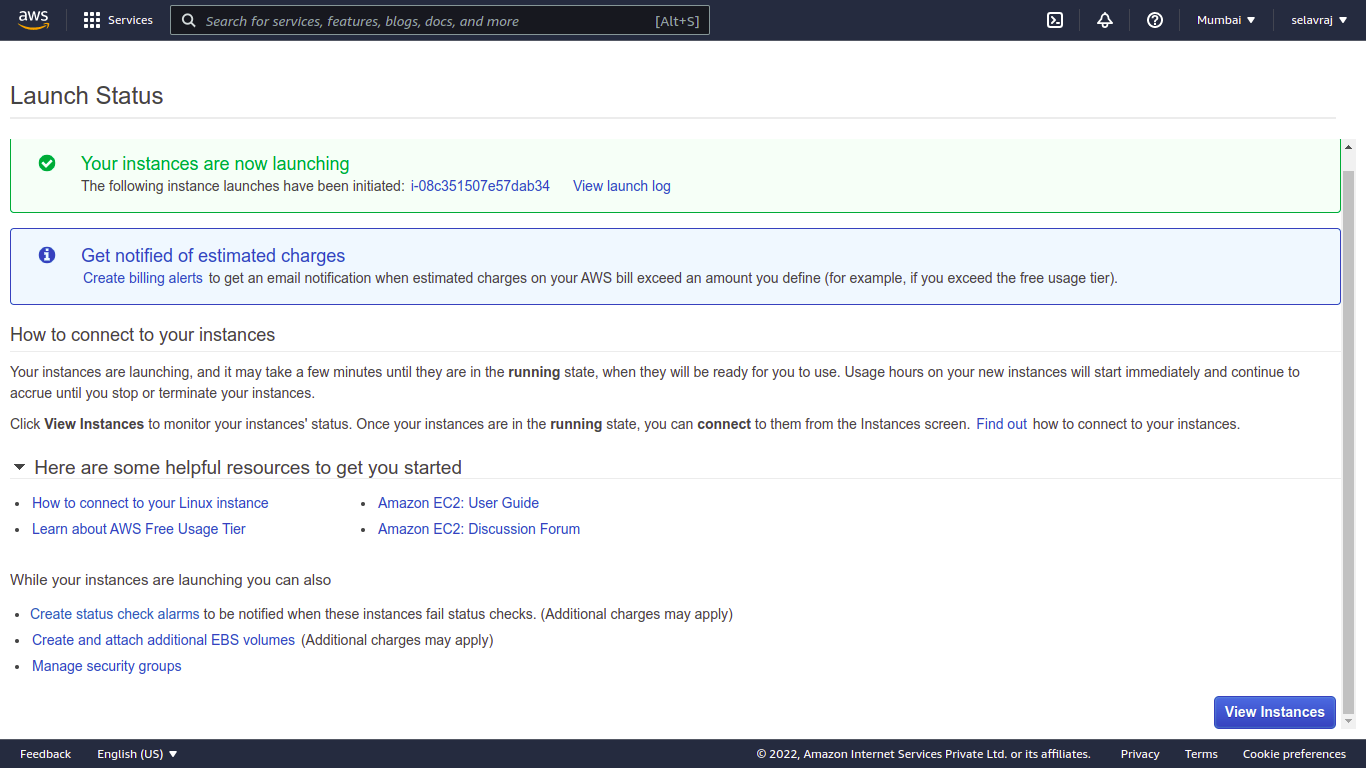 aws Services Search for services, features, blogs, docs, and more [Alt+S] Mumbai selavraj
Launch Status
Your instances are now launching
The following instance launches have been initiated: i-08c351507e57dab34 View launch log
Get notified of estimated charges
Create billing alerts to get an email notification when estimated charges on your AWS bill exceed an amount you define (for example, if you exceed the free usage tier).
How to connect to your instances
Your instances are launching, and it may take a few minutes until they are in the running state, when they will be ready for you to use. Usage hours on your new instances will start immediately and continue to
accrue until you stop or terminate your instances.
Click View Instances to monitor your instances' status. Once your instances are in the running state, you can connect to them from the Instances screen. Find out how to connect to your instances.
Here are some helpful resources to get you started
• How to connect to your Linux instance • Amazon EC2: User Guide
• Learn about AWS Free Usage Tier • Amazon EC2: Discussion Forum
While your instances are launching you can also
• Create status check alarms to be notified when these instances fail status checks. (Additional charges may apply)
• Create and attach additional EBS volumes (Additional charges may apply)
• Manage security groups
View Instances
Feedback English (US) © 2022, Amazon Internet Services Private Ltd. or its affiliates. Privacy Terms Cookie preferences